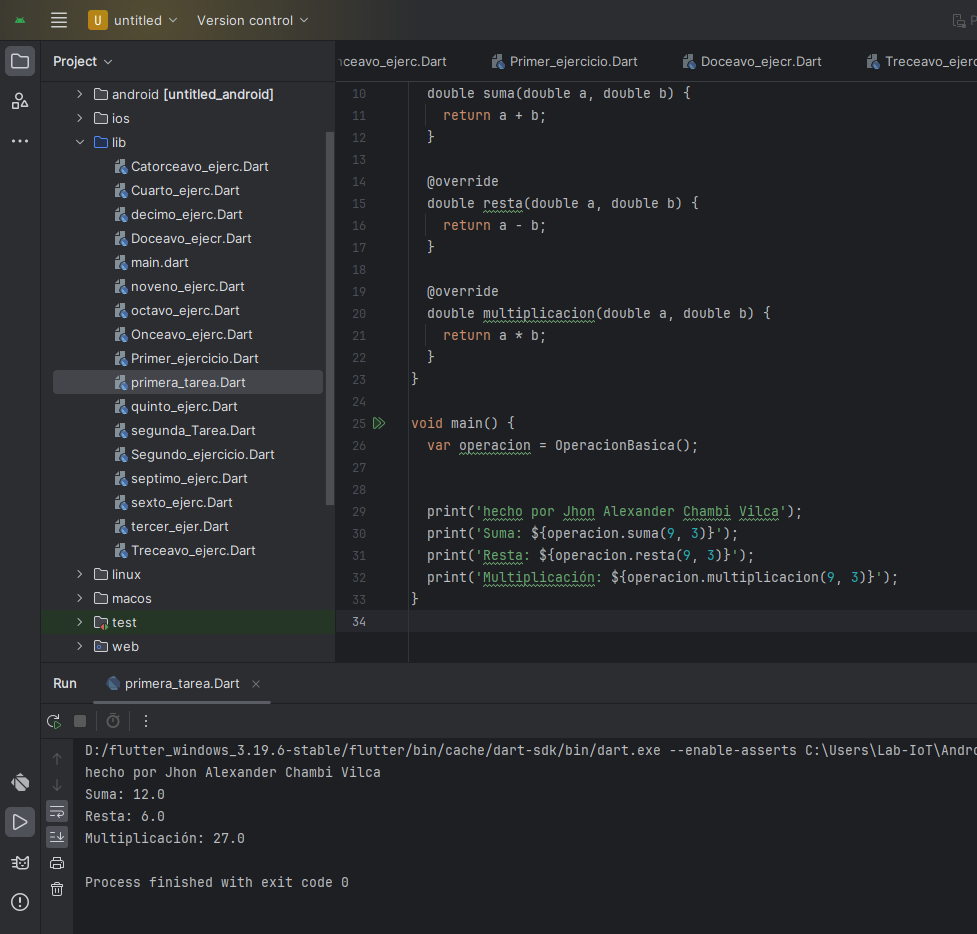 U untitled Version control
Project
nceavo_ejerc.Dart Primer_ejercicio.Dart Doceavo_ejecr.Dart Treceavo_ejerc
android [untitled_android]
ios
lib
Catorceavo_ejerc.Dart
Cuarto_ejerc.Dart
decimo_ejerc.Dart
Doceavo_ejecr.Dart
main.dart
noveno_ejerc.Dart
octavo_ejerc.Dart
Onceavo_ejerc.Dart
Primer_ejercicio.Dart
primera_tarea.Dart
quinto_ejerc.Dart
segunda_Tarea.Dart
Segundo_ejercicio.Dart
septimo_ejerc.Dart
sexto_ejerc.Dart
tercer_ejer.Dart
Treceavo_ejerc.Dart
linux
macos
test
web
10 double suma(double a, double b) {
11 return a + b;
12 }
13
14 @override
15 double resta(double a, double b) {
16 return a - b;
17 }
18
19 @override
20 double multiplicacion(double a, double b) {
21 return a * b;
22 }
23 }
24
25 void main() {
26 var operacion = OperacionBasica();
27
28
29 print('hecho por Jhon Alexander Chambi Vilca');
30 print('Suma: ${operacion.suma(9, 3)}');
31 print('Resta: ${operacion.resta(9, 3)}');
32 print('Multiplicación: ${operacion.multiplicacion(9, 3)}');
33 }
34
Run primera_tarea.Dart
D:/flutter_windows_3.19.6-stable/flutter/bin/cache/dart-sdk/bin/dart.exe --enable-asserts C:\Users\Lab-IoT\Andro
hecho por Jhon Alexander Chambi Vilca
Suma: 12.0
Resta: 6.0
Multiplicación: 27.0
Process finished with exit code 0